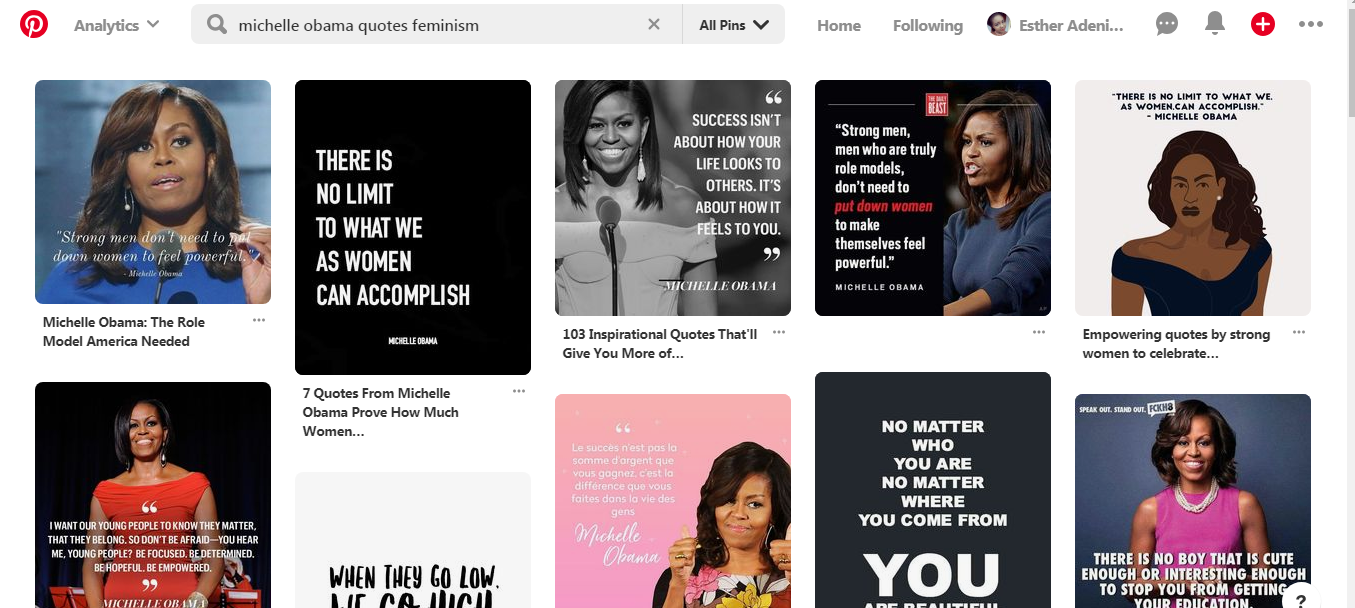 Analytics
michelle obama quotes feminism
All Pins
Home
Following
Esther Adeni...
"Strong men don't need to put
down women to feel powerful."
- Michelle Obama
Michelle Obama: The Role
Model America Needed
THERE IS
NO LIMIT
TO WHAT WE
AS WOMEN
CAN ACCOMPLISH
MICHELLE OBAMA
7 Quotes From Michelle
Obama Prove How Much
Women...
“
SUCCESS ISN'T
ABOUT HOW YOUR
LIFE LOOKS TO
OTHERS. IT'S
ABOUT HOW IT
FEELS TO YOU.
”
MICHELLE OBAMA
103 Inspirational Quotes That'll
Give You More of...
THE DAILY
BEAST
“Strong men,
men who are truly
role models,
don't need to
put down women
to make
themselves feel
powerful.”
MICHELLE OBAMA
AP
"THERE IS NO LIMIT TO WHAT WE.
AS WOMEN,CAN ACCOMPLISH."
- MICHELLE OBAMA
Empowering quotes by strong
women to celebrate...
“
I WANT OUR YOUNG PEOPLE TO KNOW THEY MATTER,
THAT THEY BELONG. SO DON'T BE AFRAID—YOU HEAR
ME, YOUNG PEOPLE? BE FOCUSED. BE DETERMINED.
BE HOPEFUL. BE EMPOWERED.
”
MICHELLE OBAMA
WHEN THEY GO LOW,
WE GO HIGH
“
Le succès n'est pas la
somme d'argent que
vous gagnez, c'est la
différence que vous
faites dans la vie des
gens
Michelle
Obama
NO MATTER
WHO
YOU ARE
NO MATTER
WHERE
YOU COME FROM
YOU
ARE BEAUTIFUL
SPEAK OUT. STAND OUT. FCKH8
THERE IS NO BOY THAT IS CUTE
ENOUGH OR INTERESTING ENOUGH
TO STOP YOU FROM GETTING
YOUR EDUCATION.
?